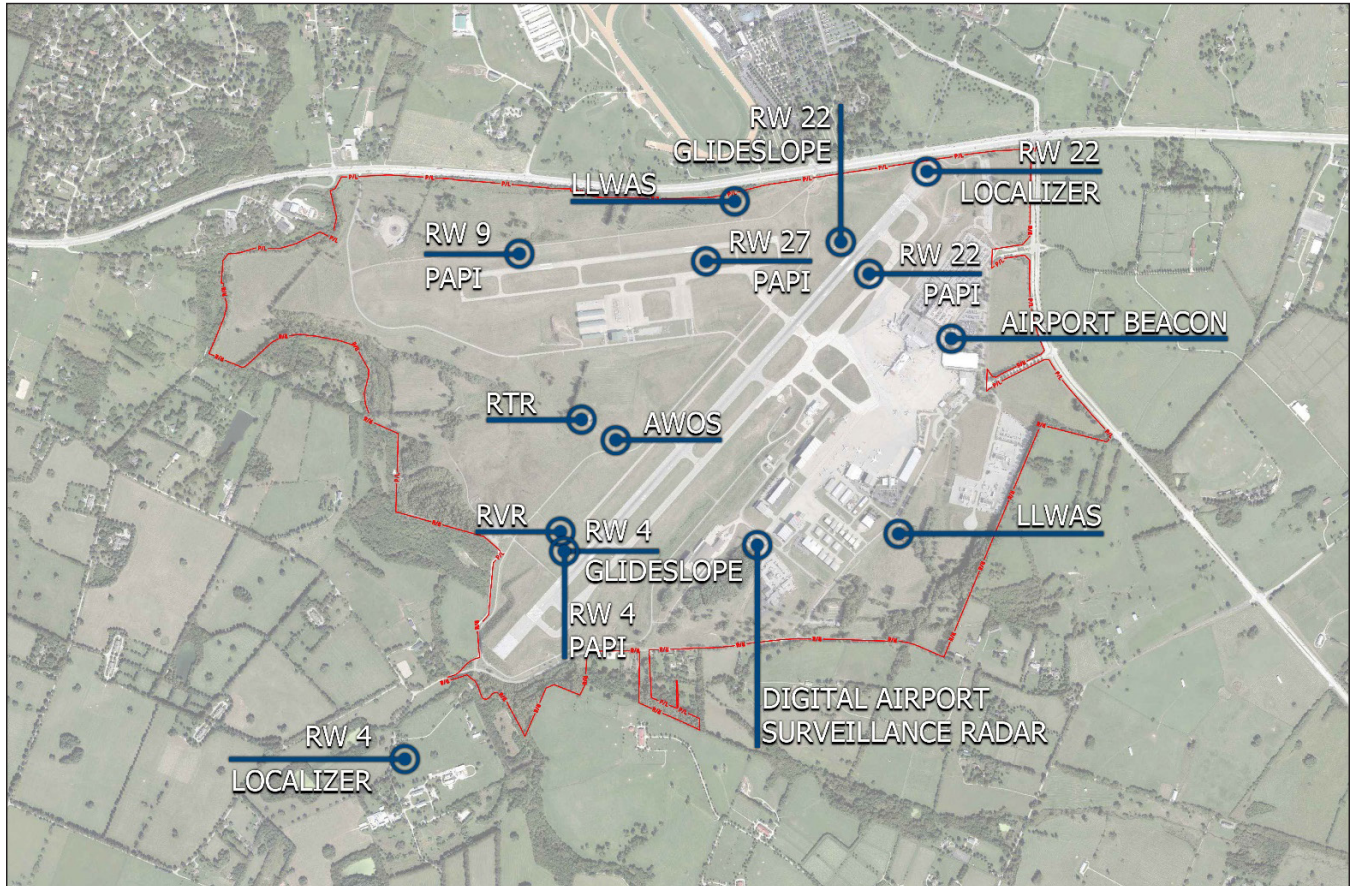 RW 22
GLIDESLOPE
RW 22
LOCALIZER
LLWAS
RW 9
PAPI
RW 27
PAPI
RW 22
PAPI
AIRPORT BEACON
RTR
AWOS
RVR
RW 4
GLIDESLOPE
LLWAS
RW 4
PAPI
DIGITAL AIRPORT
SURVEILLANCE RADAR
RW 4
LOCALIZER
P/L
P/L
P/L
P/L
P/L
P/L
P/L
P/L
P/L